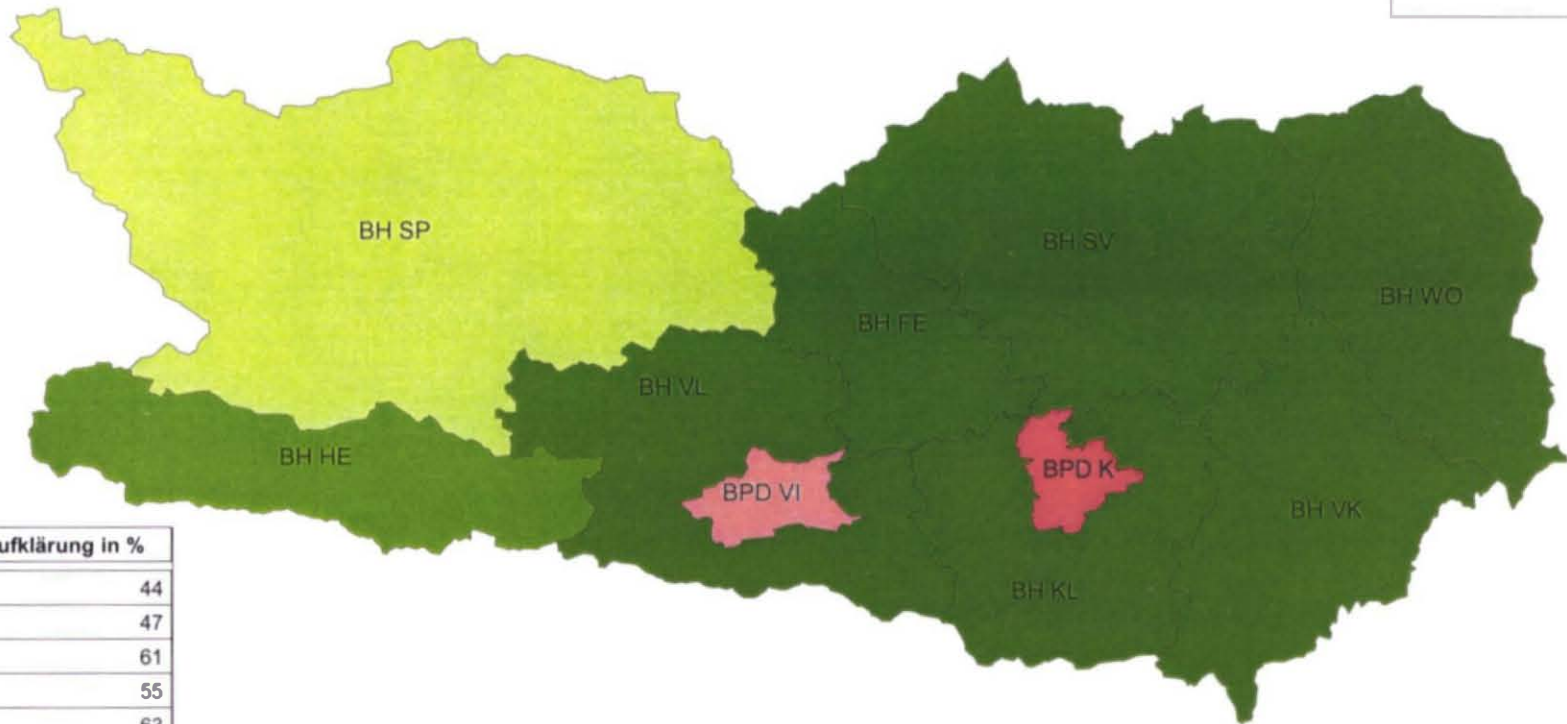 BH SP
BH SV
BH WO
BH FE
BH VL
BH HE
BPD VI
BPD K
BH VK
BH KL
ufklärung in %
44
47
61
55